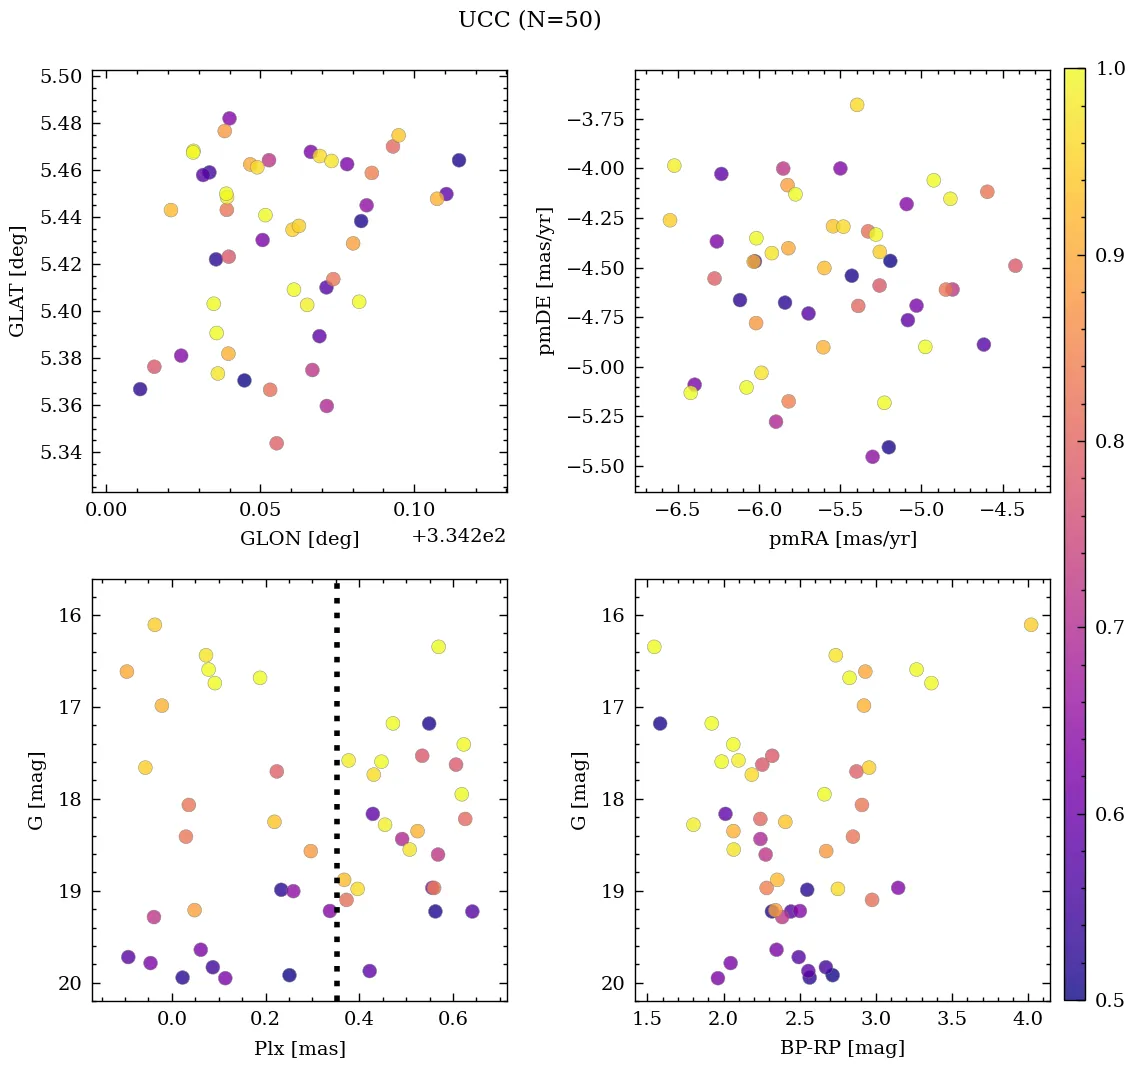 UCC (N=50)
5.50
5.48
5.46
5.44
5.42
5.40
5.38
5.36
5.34
GLAT [deg]
0.00 0.05 0.10
GLON [deg]
+3.342e2
−3.75
−4.00
−4.25
−4.50
−4.75
−5.00
−5.25
−5.50
pmDE [mas/yr]
−6.5 −6.0 −5.5 −5.0 −4.5
pmRA [mas/yr]
1.0
0.9
0.8
0.7
0.6
0.5
16
17
18
19
20
G [mag]
0.0 0.2 0.4 0.6
Plx [mas]
16
17
18
19
20
G [mag]
1.5 2.0 2.5 3.0 3.5 4.0
BP-RP [mag]